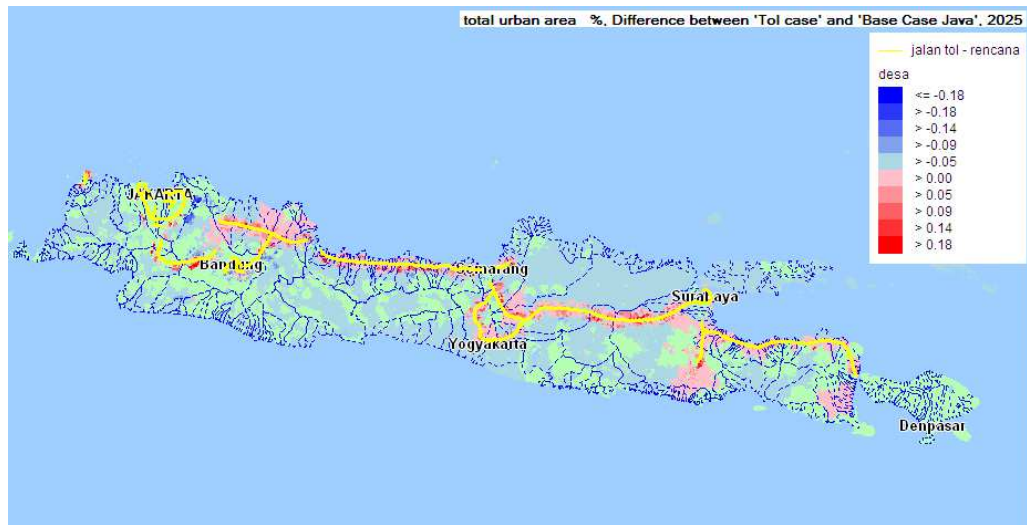 total urban area %, Difference between 'Tol case' and 'Base Case Java', 2025
jalan tol - rencana
desa
<= -0.18
> -0.18
> -0.14
> -0.09
> -0.05
> 0.00
> 0.05
> 0.09
> 0.14
> 0.18
JAKARTA
Bandung
Semarang
Surabaya
Yogyakarta
Denpasar